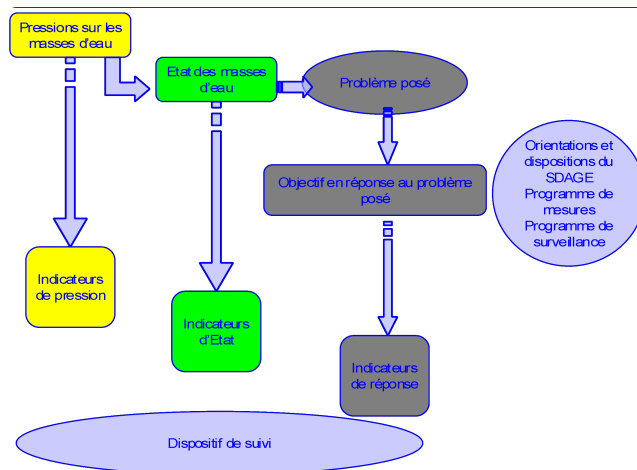 Pressions sur les
masses d'eau
Etat des masses
d'eau
Problème posé
Orientations et
dispositions du
SDAGE
Programme de
mesures
Programme de
surveillance
Objectif en réponse au problème
posé
Indicateurs
de pression
Indicateurs
d'Etat
Indicateurs
de réponse
Dispositif de suivi